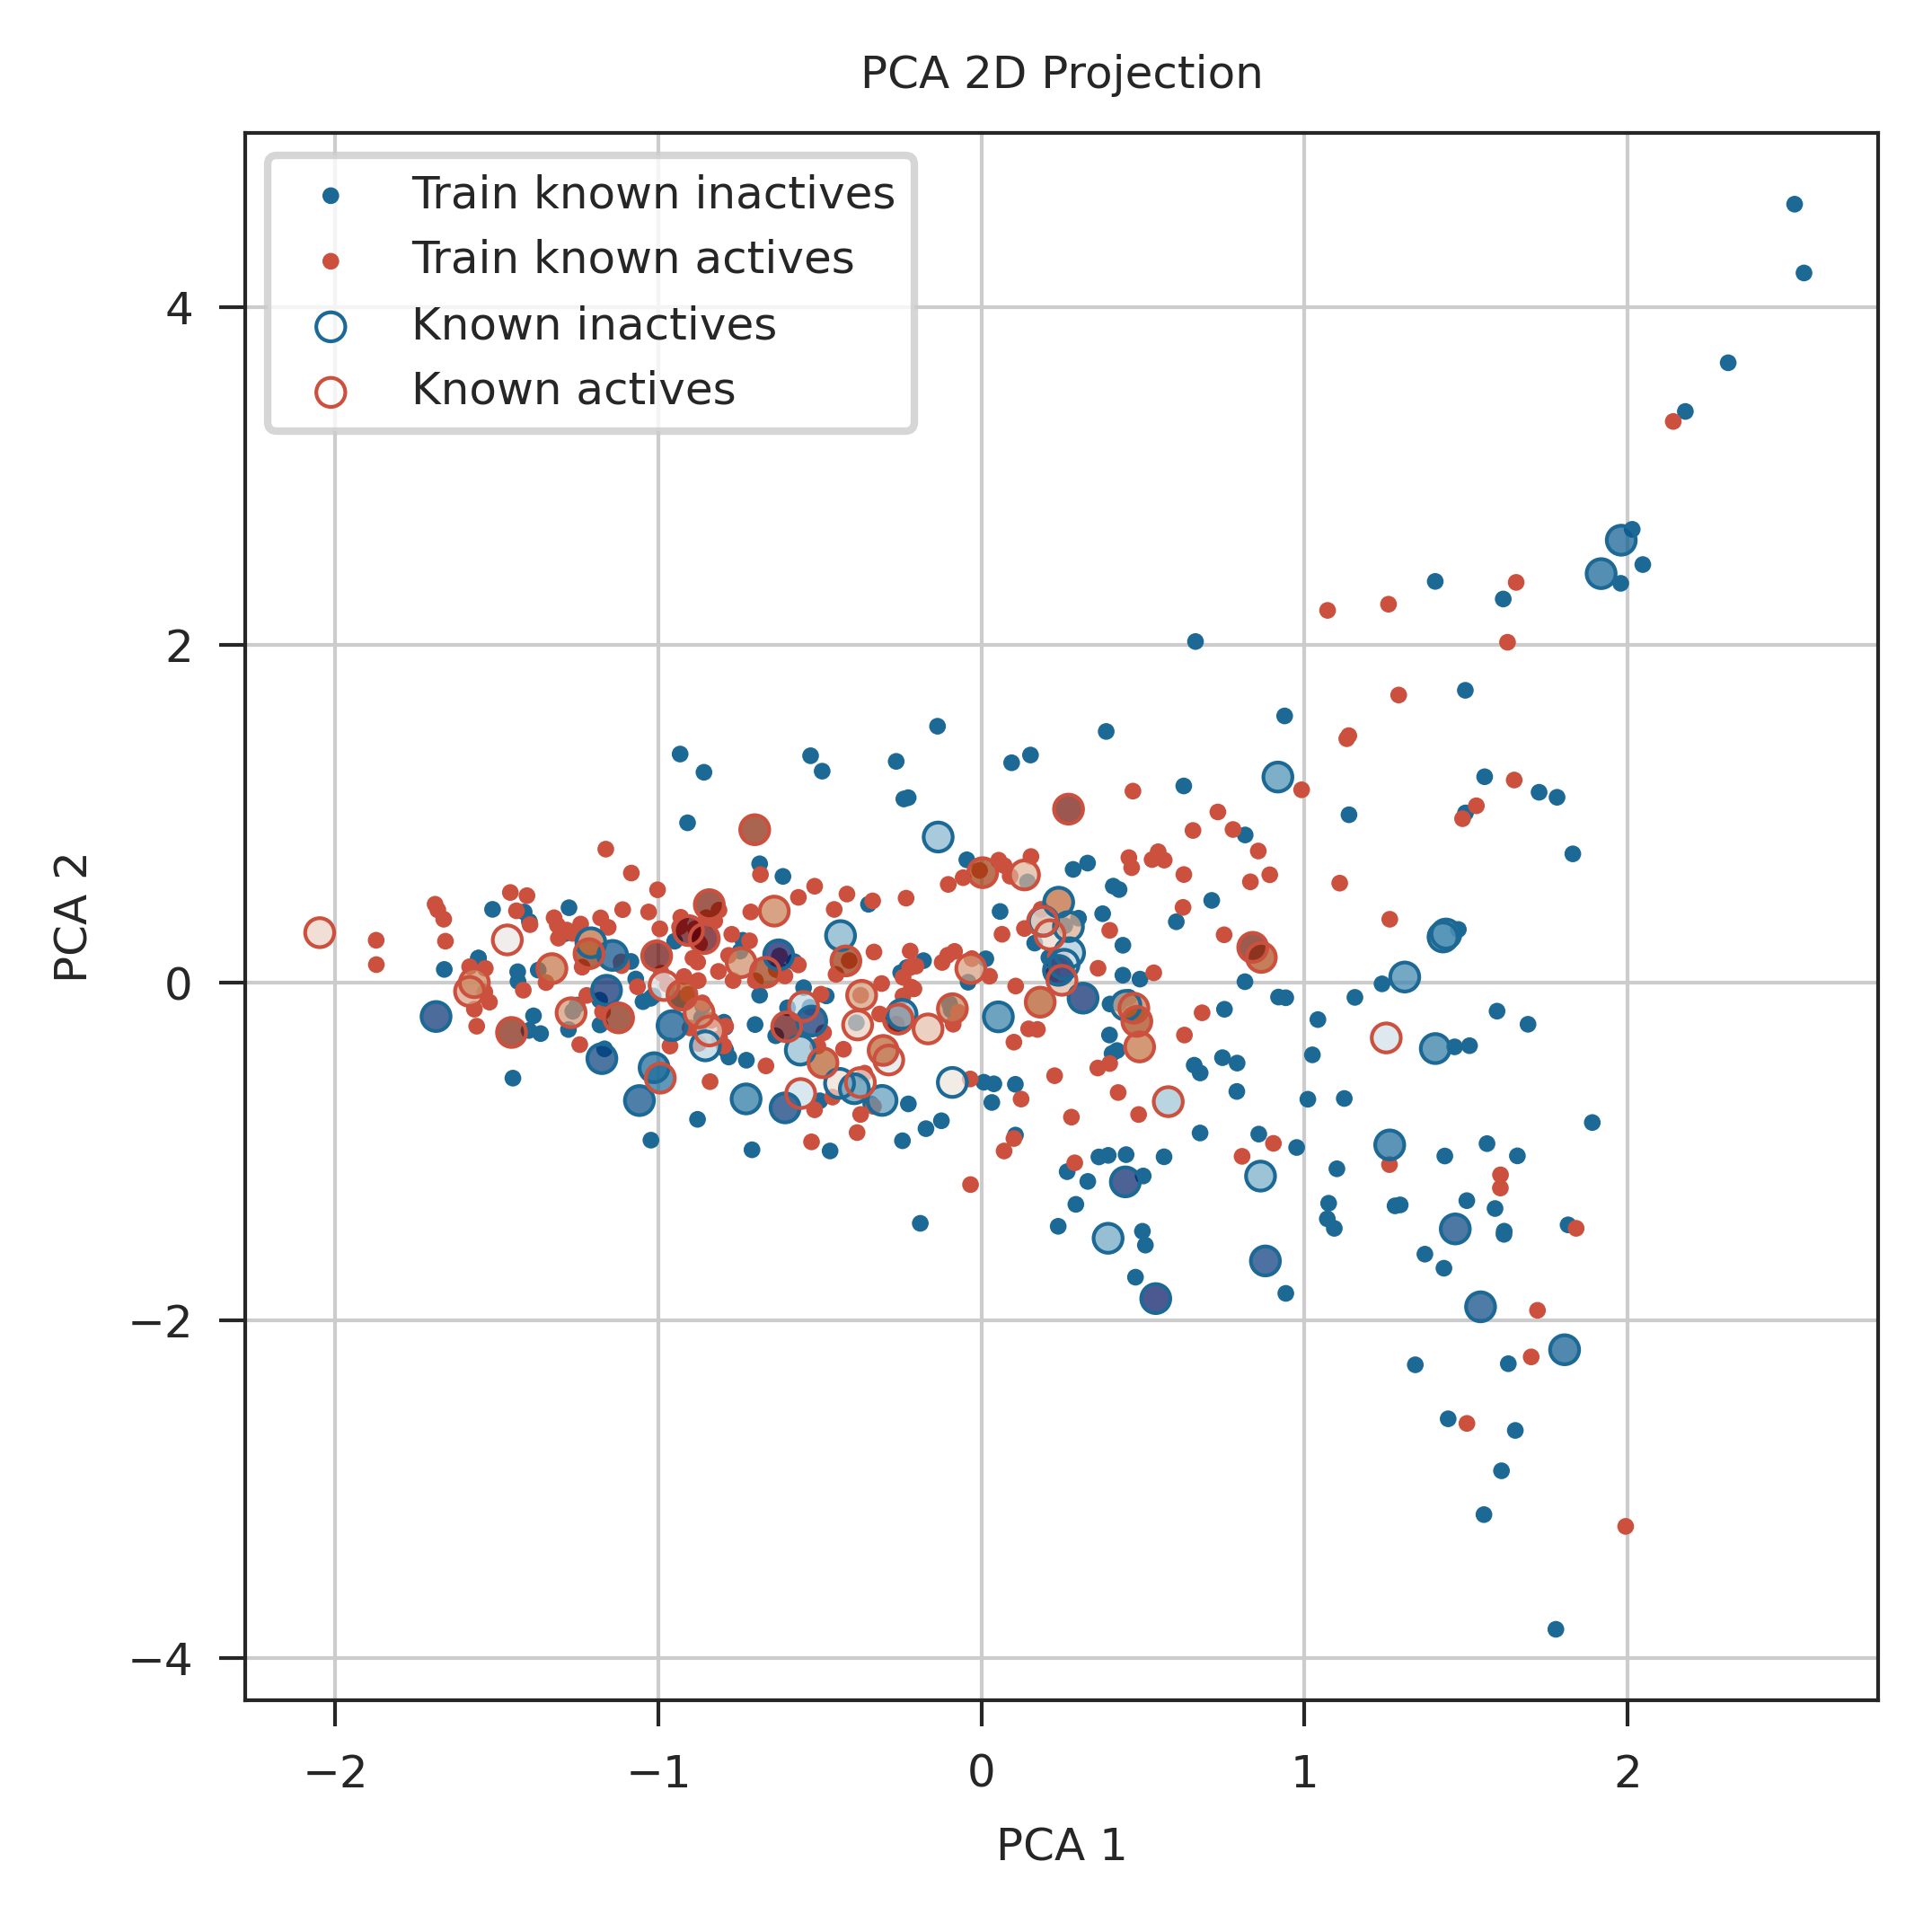 PCA 2D Projection
Train known inactives
Train known actives
Known inactives
Known actives
4
2
0
−2
−4
PCA 2
−2
−1
0
1
2
PCA 1